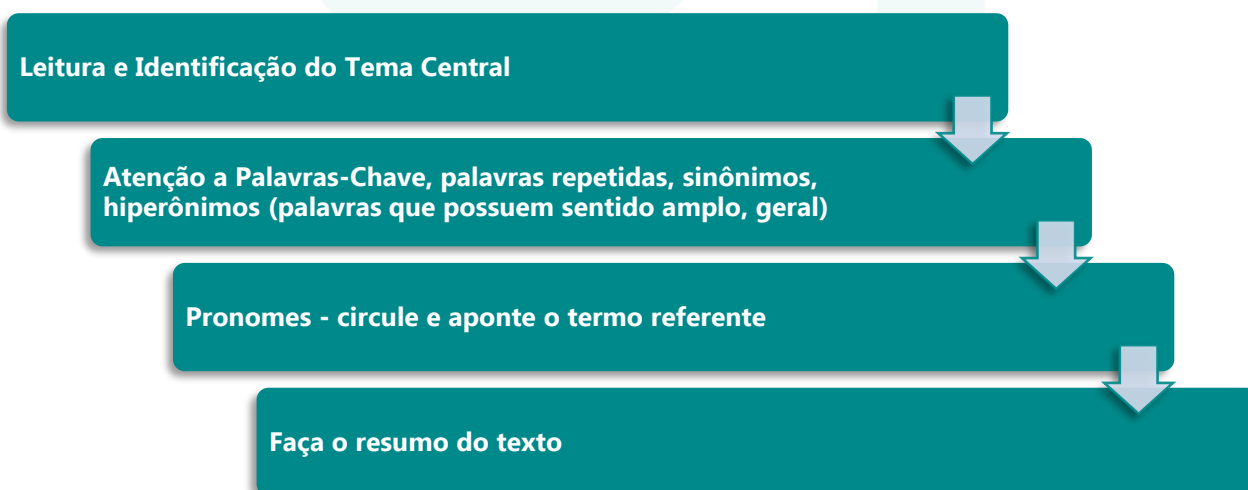 Leitura e Identificação do Tema Central
Atenção a Palavras-Chave, palavras repetidas, sinônimos,
hiperônimos (palavras que possuem sentido amplo, geral)
Pronomes - circule e aponte o termo referente
Faça o resumo do texto